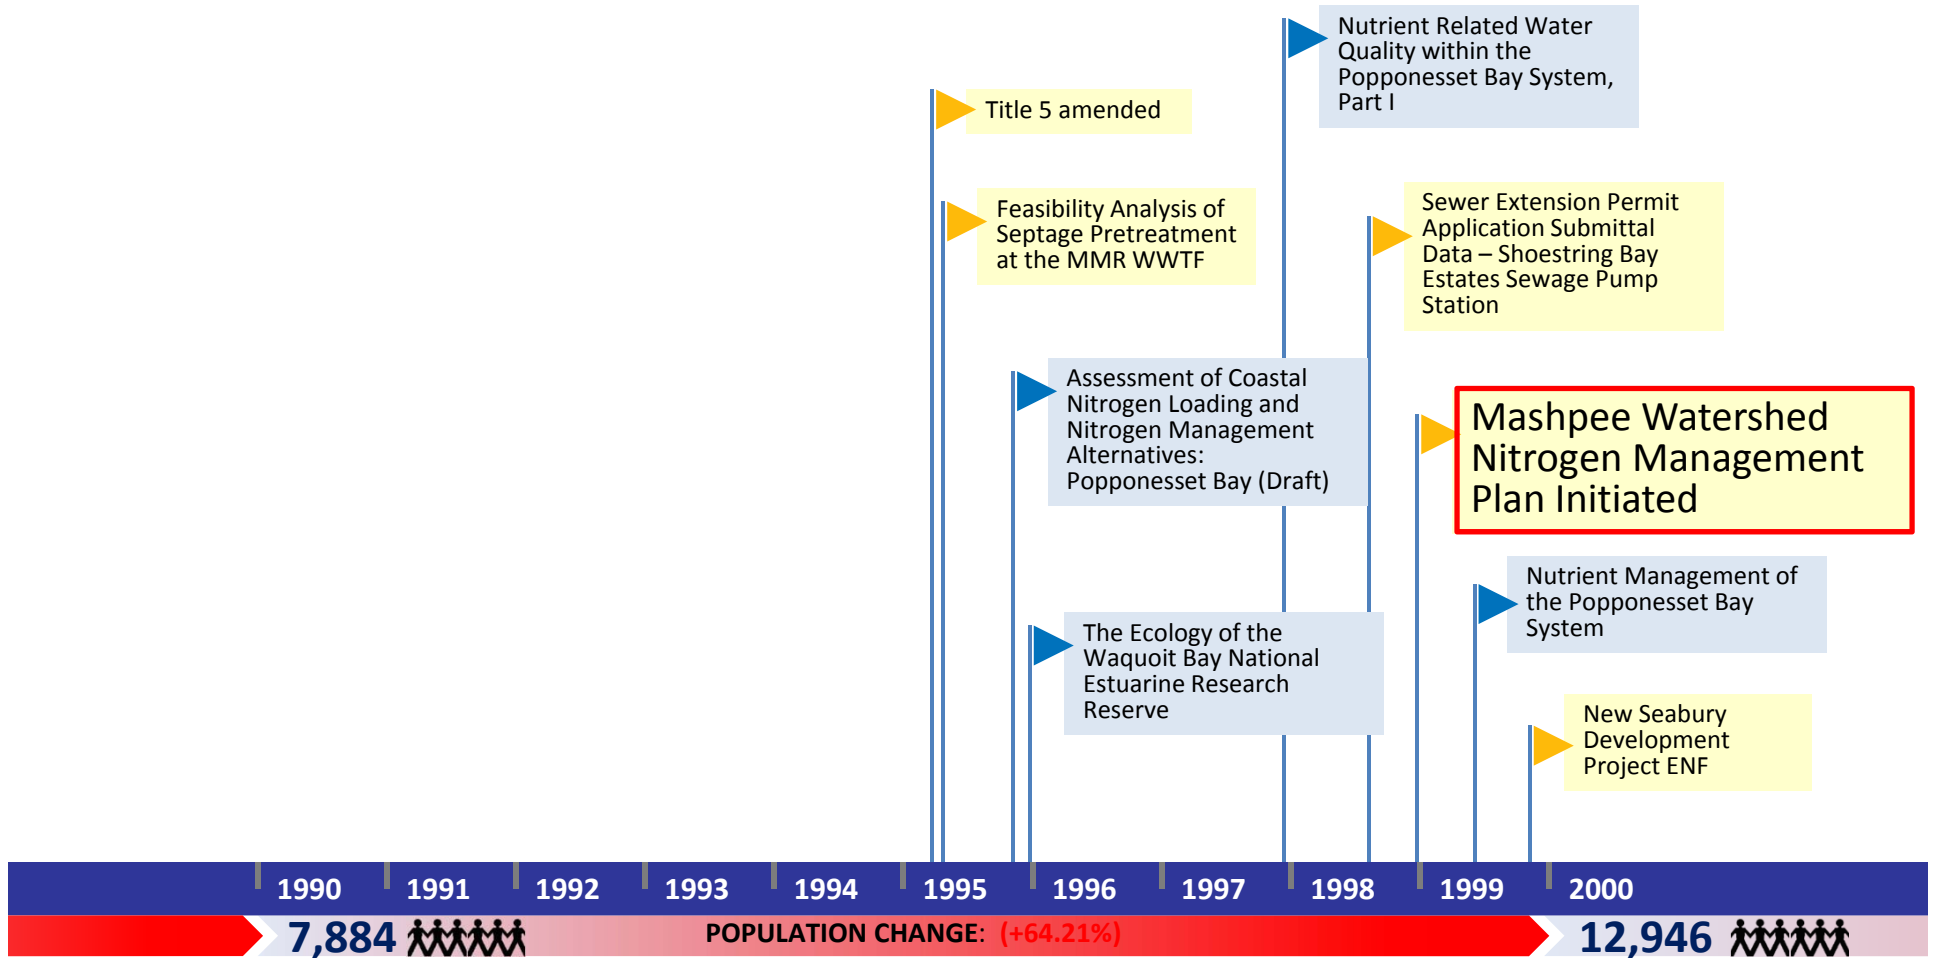 Nutrient Related Water
Quality within the
Popponesset Bay System,
Part I
Title 5 amended
Feasibility Analysis of
Septage Pretreatment
at the MMR WWTF
Sewer Extension Permit
Application Submittal
Data – Shoestring Bay
Estates Sewage Pump
Station
Assessment of Coastal
Nitrogen Loading and
Nitrogen Management
Alternatives:
Popponesset Bay (Draft)
Mashpee Watershed
Nitrogen Management
Plan Initiated
Nutrient Management of
the Popponesset Bay
System
The Ecology of the
Waquoit Bay National
Estuarine Research
Reserve
New Seabury
Development
Project ENF
1990 1991 1992 1993 1994 1995 1996 1997 1998 1999 2000
7,884 POPULATION CHANGE: (+64.21%) 12,946